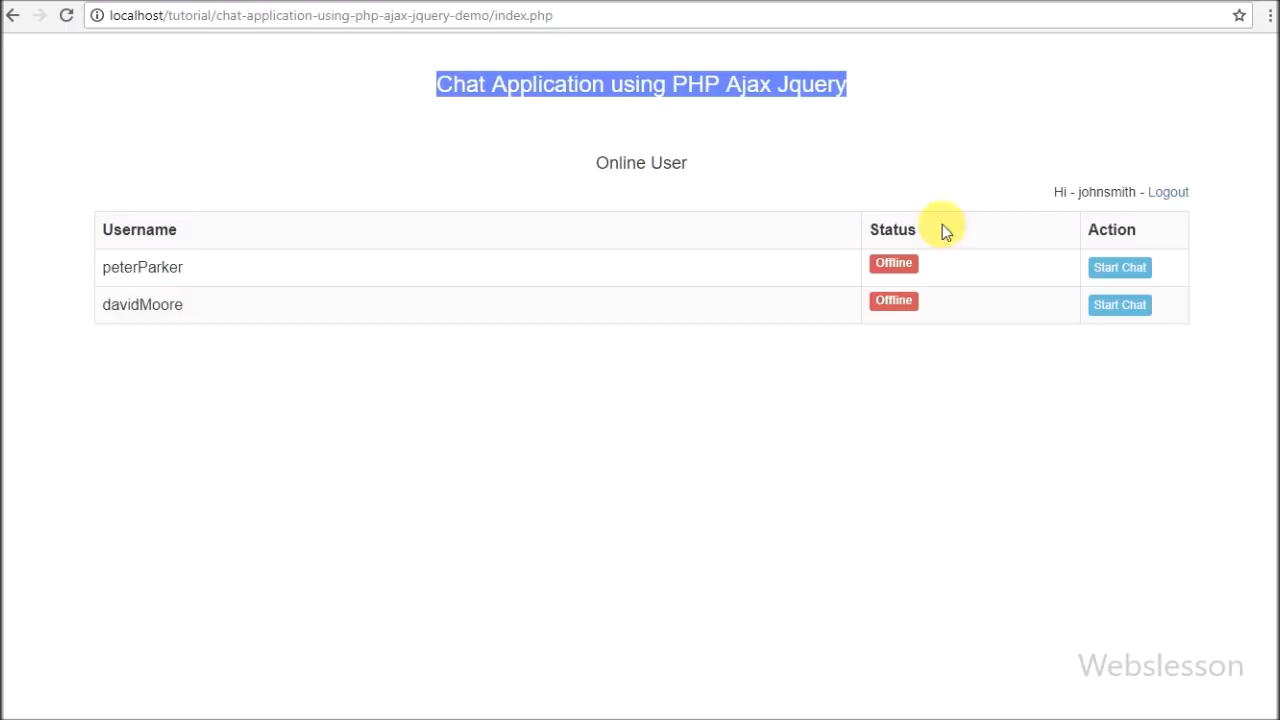 localhost/tutorial/chat-application-using-php-ajax-jquery-demo/index.php
Chat Application using PHP Ajax Jquery
Online User
Hi - johnsmith - Logout
Username Status Action
peterParker Offline Start Chat
davidMoore Offline Start Chat
Webslesson